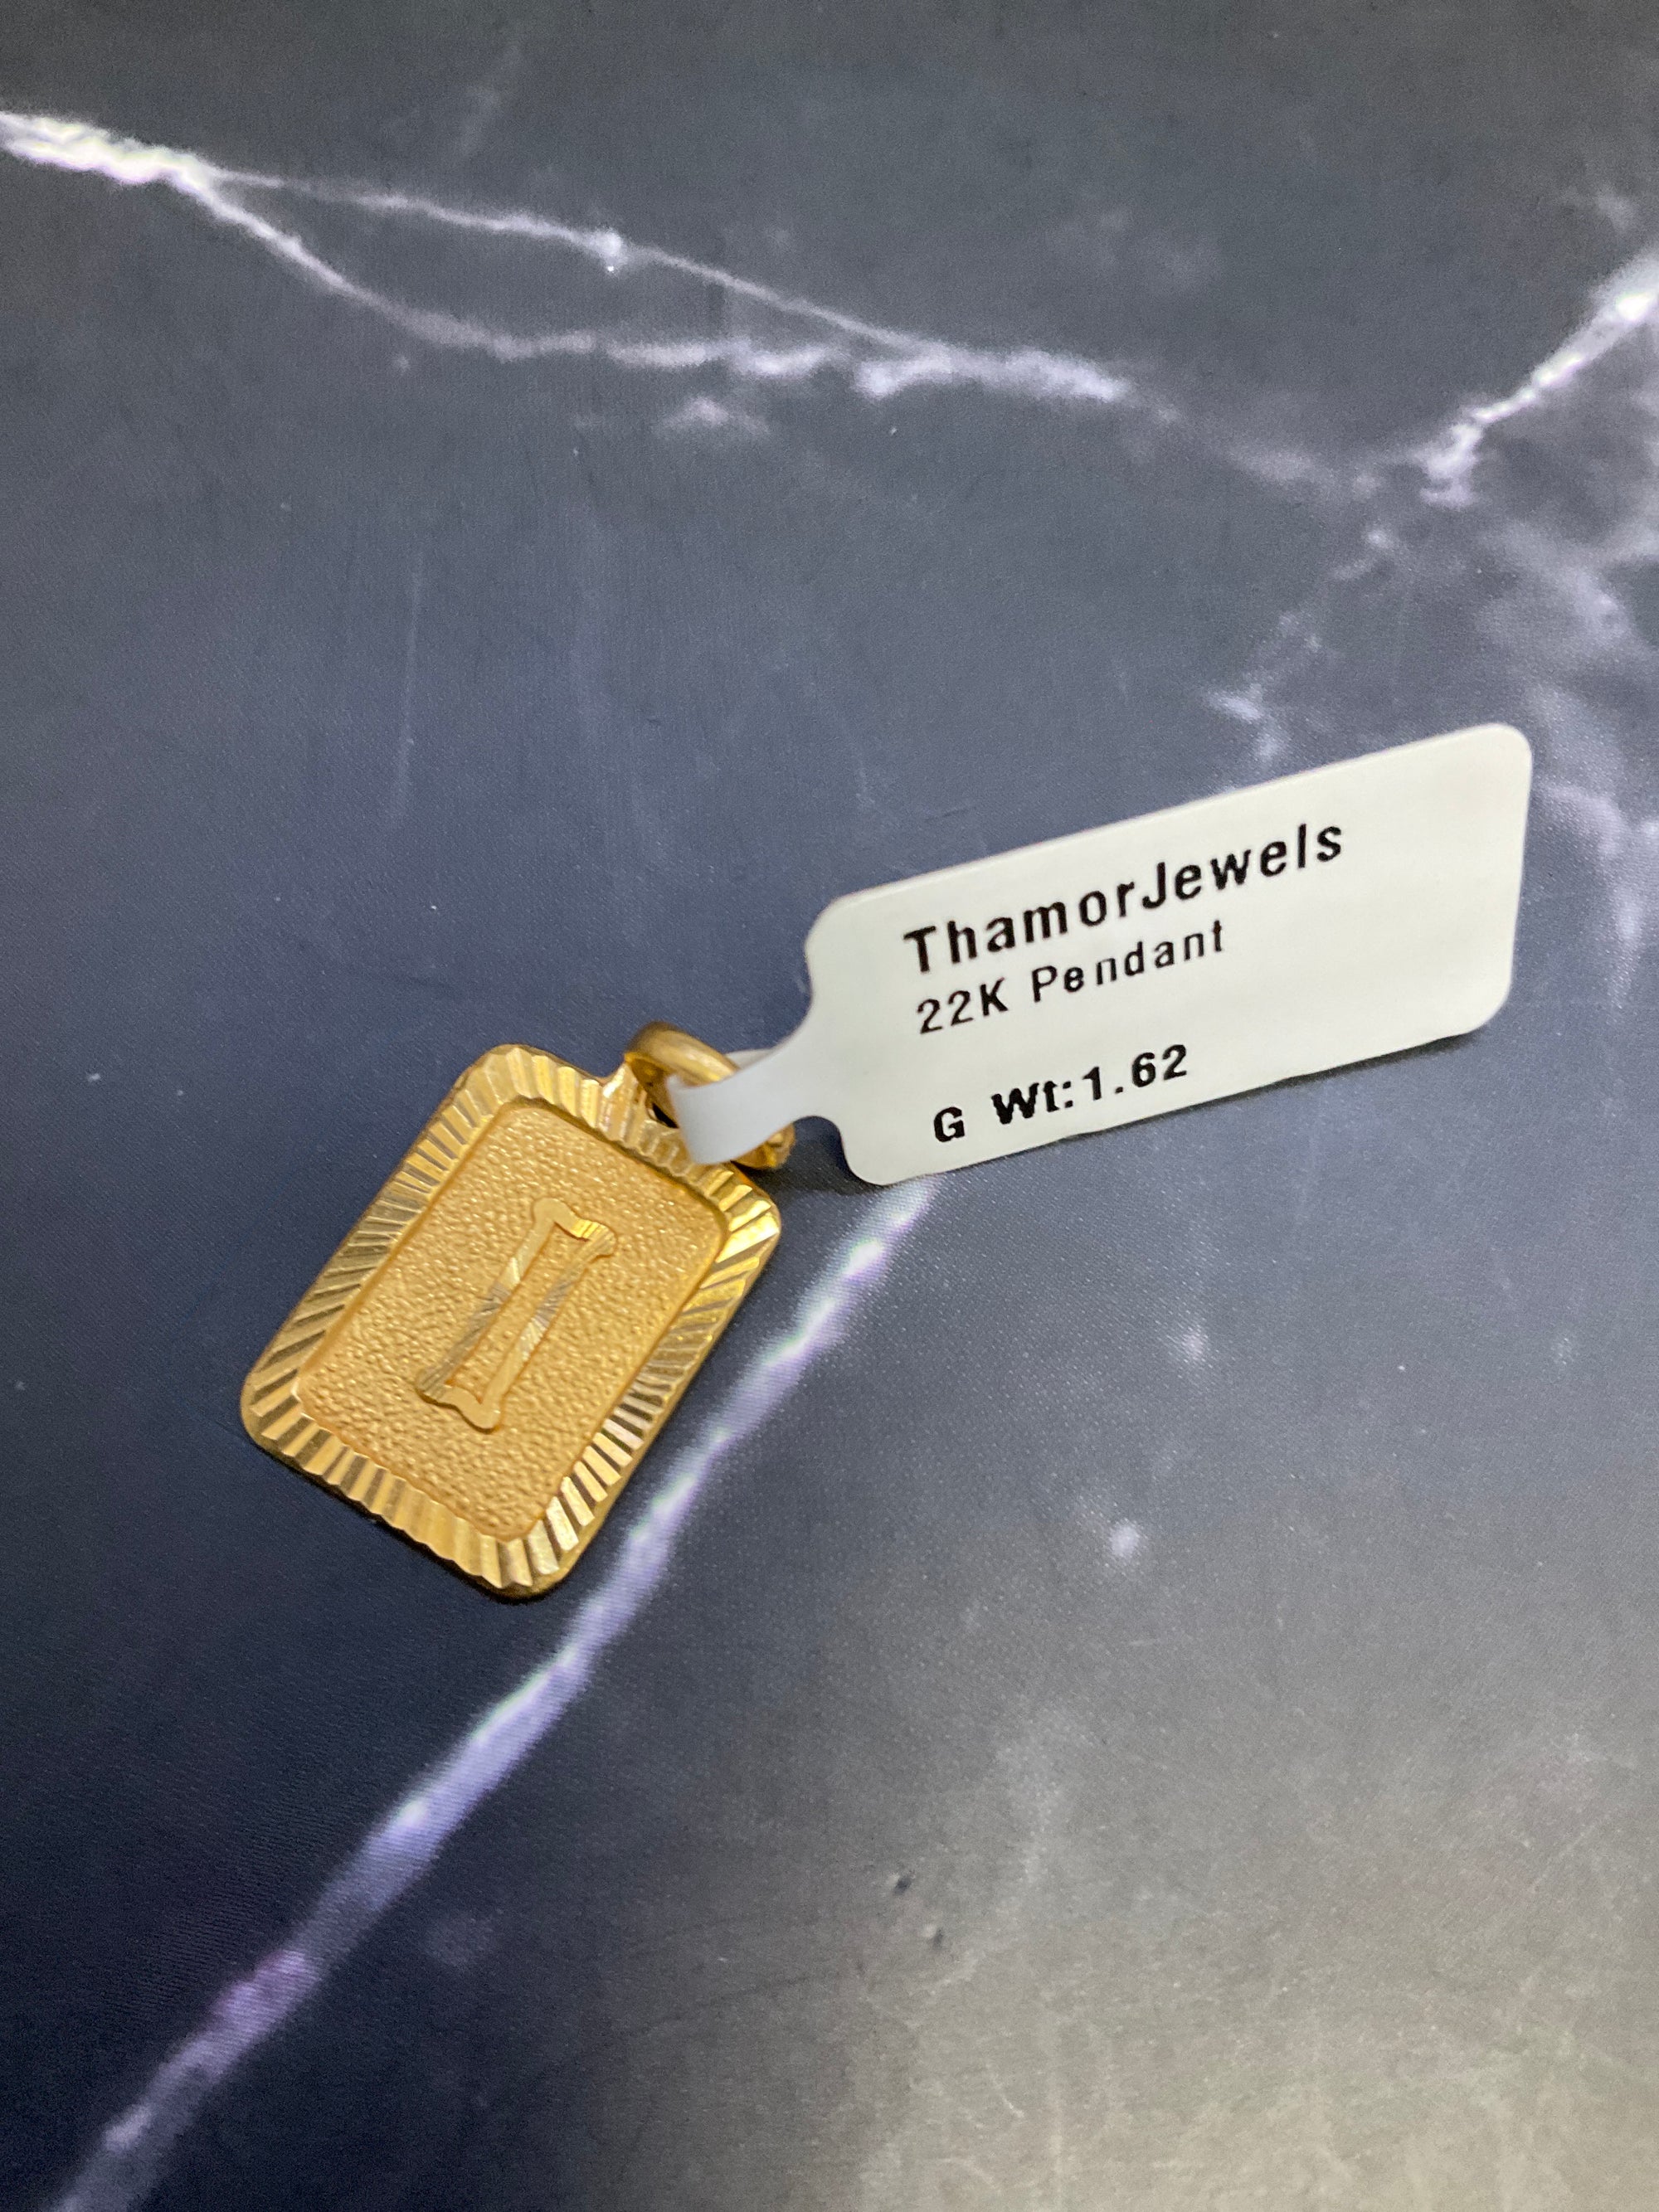 ThamorJewels
22K Pendant
G Wt:1.62
I